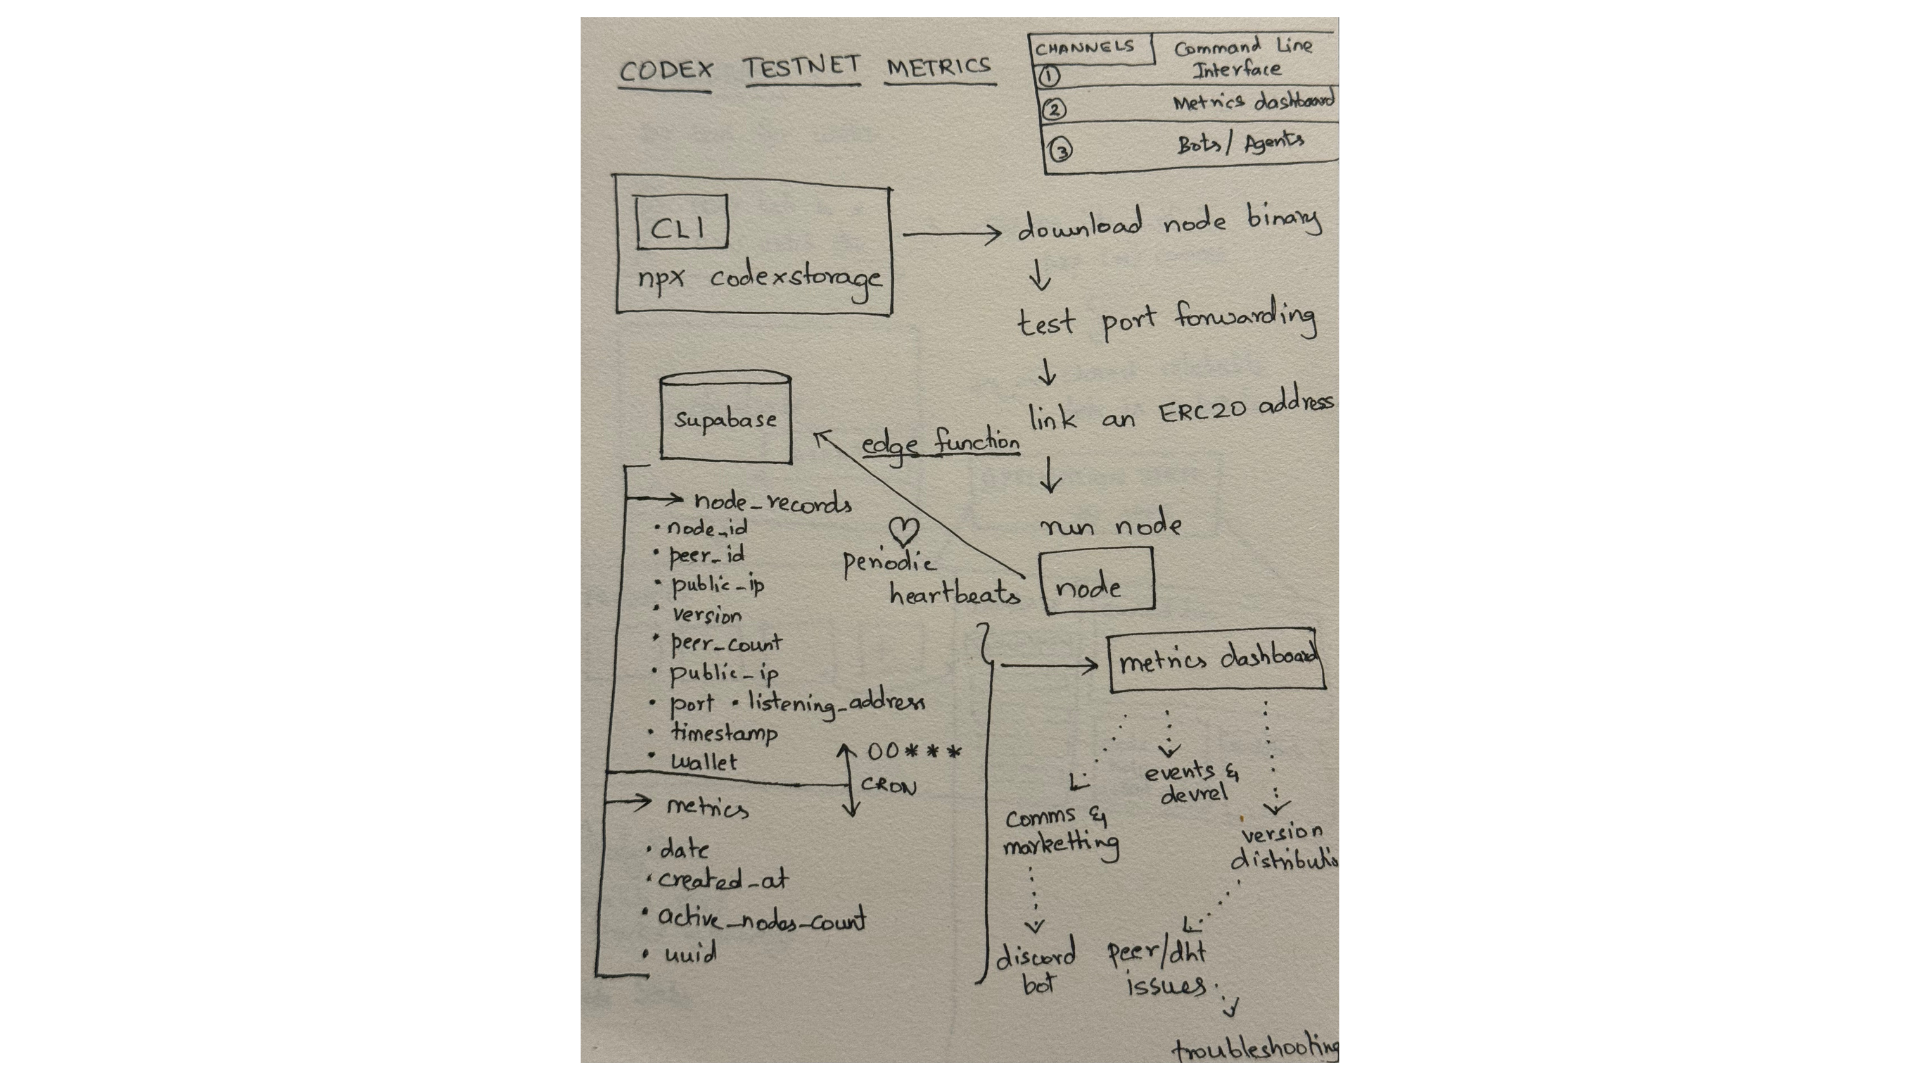 CODEX TESTNET METRICS
CHANNELS
① Command Line
Interface
② Metrics dashboard
③ Bots/Agents
CLI
npx codexstorage
download node binary
test port forwarding
link an ERC20 address
run node
node
edge function
periodic
heartbeats
supabase
node_records
• node_id
• peer_id
• public_ip
• version
• peer_count
• public_ip
• port • listening_address
• timestamp
• wallet
00***
CRON
metrics
• date
• created_at
• active_nodes_count
• uuid
metrics dashboard
comms &
marketting
events &
devrel
version
distributio
discord
bot
peer/dht
issues
troubleshooting